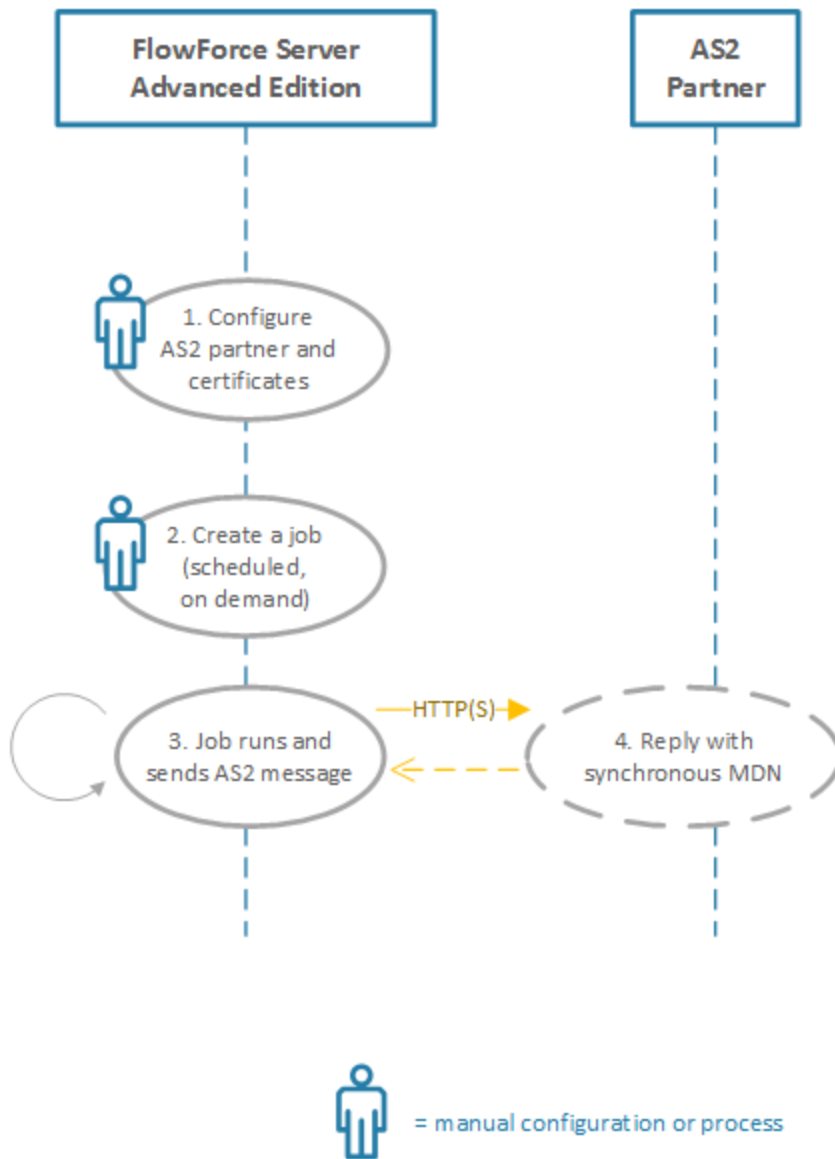 FlowForce Server
Advanced Edition
AS2
Partner
1. Configure
AS2 partner and
certificates
2. Create a job
(scheduled,
on demand)
3. Job runs and
sends AS2 message
HTTP(S)
4. Reply with
synchronous MDN
= manual configuration or process